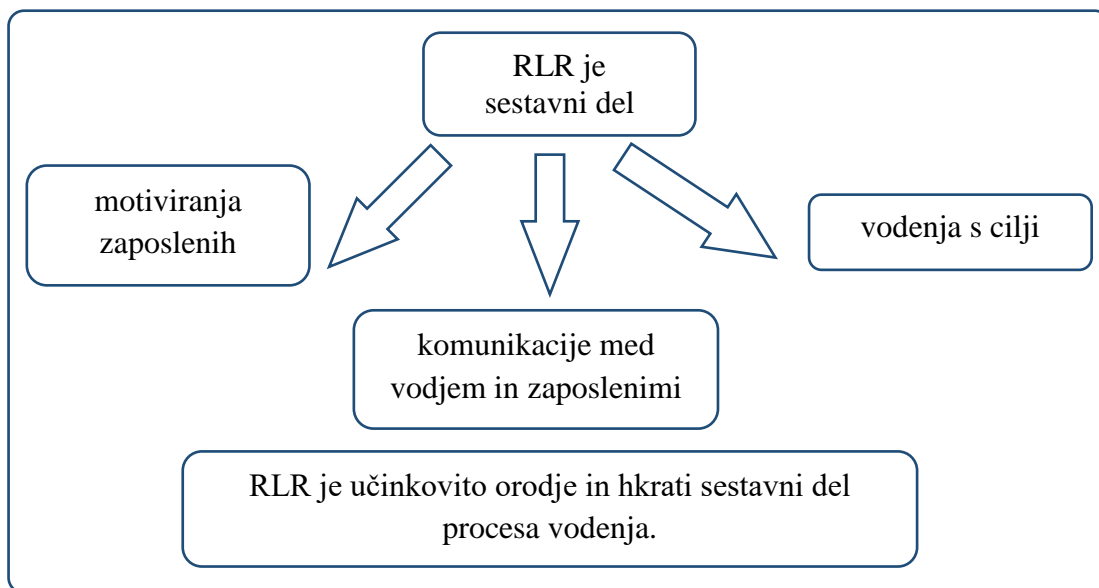 RLR je
sestavni del
motiviranja
zaposlenih
vodenja s cilji
komunikacije med
vodjem in zaposlenimi
RLR je učinkovito orodje in hkrati sestavni del
procesa vodenja.